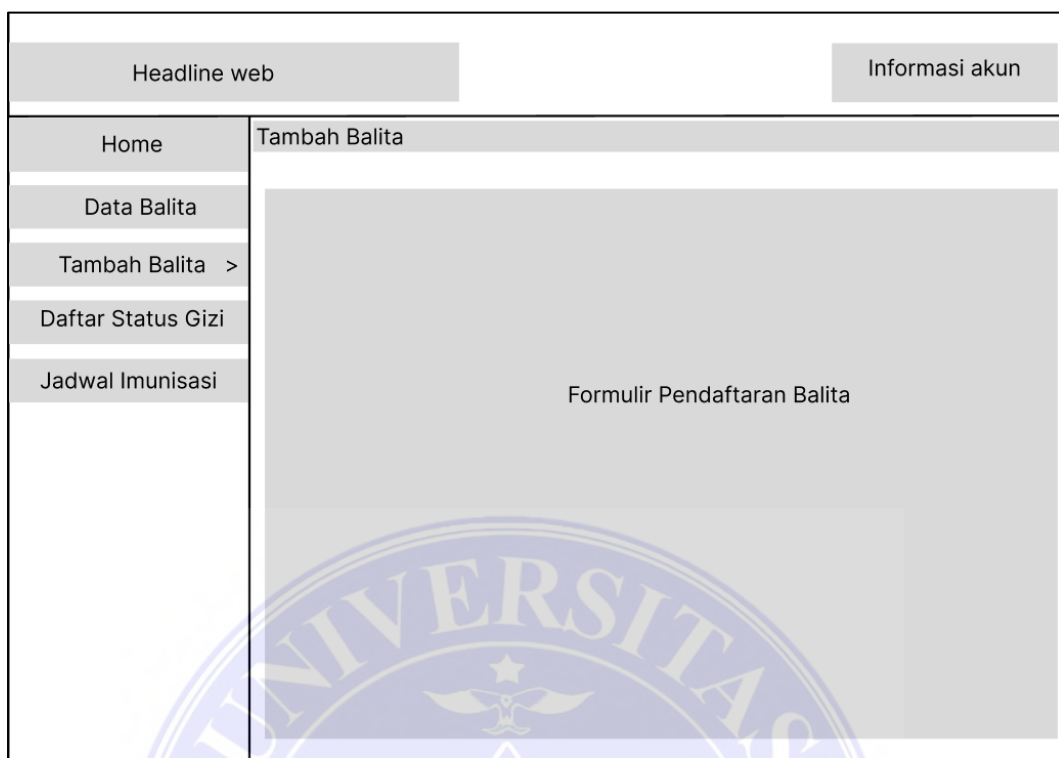 Headline web
Informasi akun
Home
Tambah Balita
Data Balita
Tambah Balita >
Daftar Status Gizi
Jadwal Imunisasi
Formulir Pendaftaran Balita
UNIVERSITAS